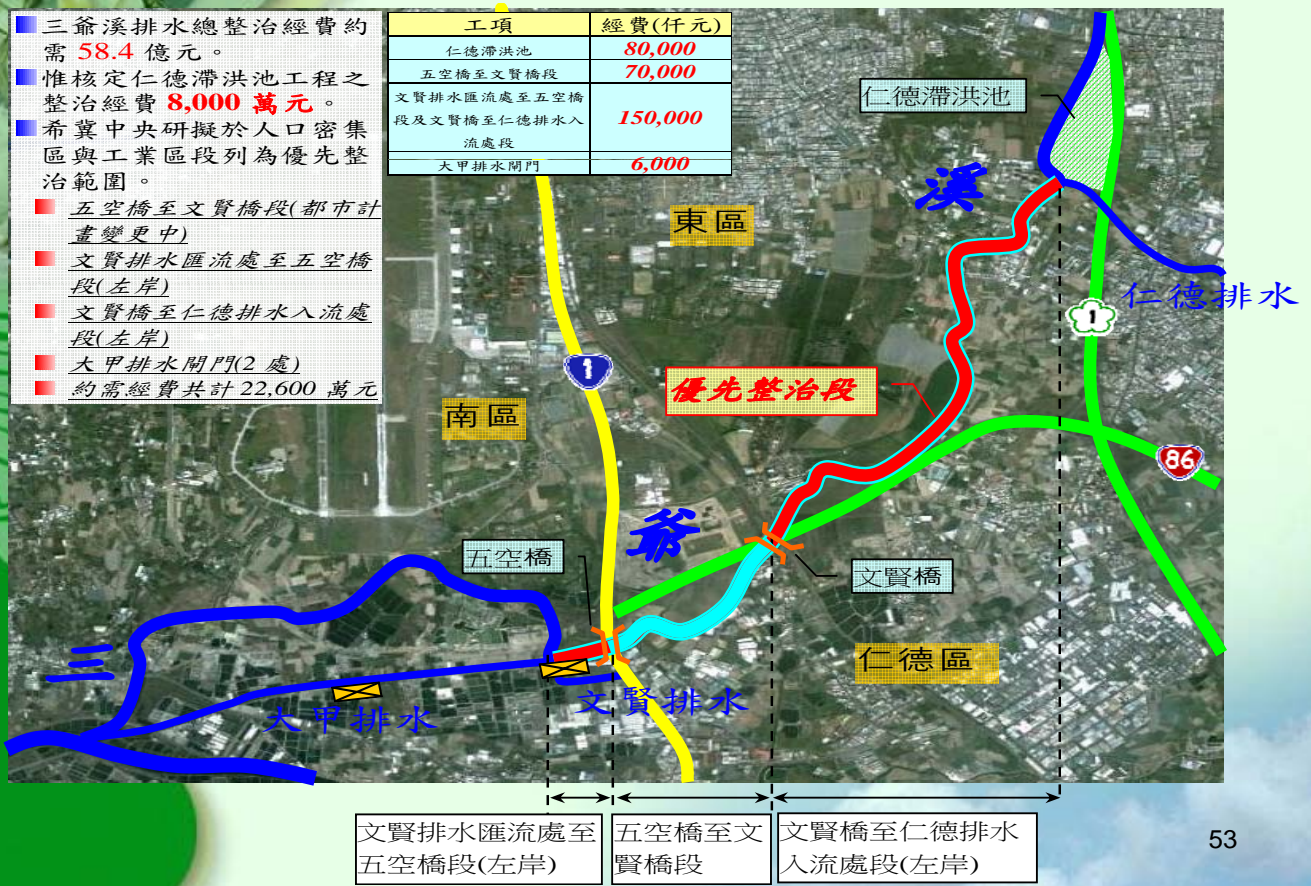 三爺溪排水總整治經費約
需 58.4 億元。
惟核定仁德滯洪池工程之
整治經費 8,000 萬元。
希冀中央研擬於人口密集
區與工業區段列為優先整
治範圍。
五空橋至文賢橋段(都市計
畫變更中)
文賢排水匯流處至五空橋
段(左岸)
文賢橋至仁德排水入流處
段(左岸)
大甲排水閘門(2 處)
約需經費共計 22,600 萬元
工項 經費(仟元)
仁德滯洪池 80,000
五空橋至文賢橋段 70,000
文賢排水匯流處至五空橋
段及文賢橋至仁德排水入
流處段
150,000
大甲排水閘門 6,000
仁德滯洪池
溪
東區
仁德排水
1
1
優先整治段
南區
86
爺
五空橋
文賢橋
三
仁德區
文賢排水
大甲排水
文賢排水匯流處至
五空橋段(左岸)
五空橋至文
賢橋段
文賢橋至仁德排水
入流處段(左岸)
53